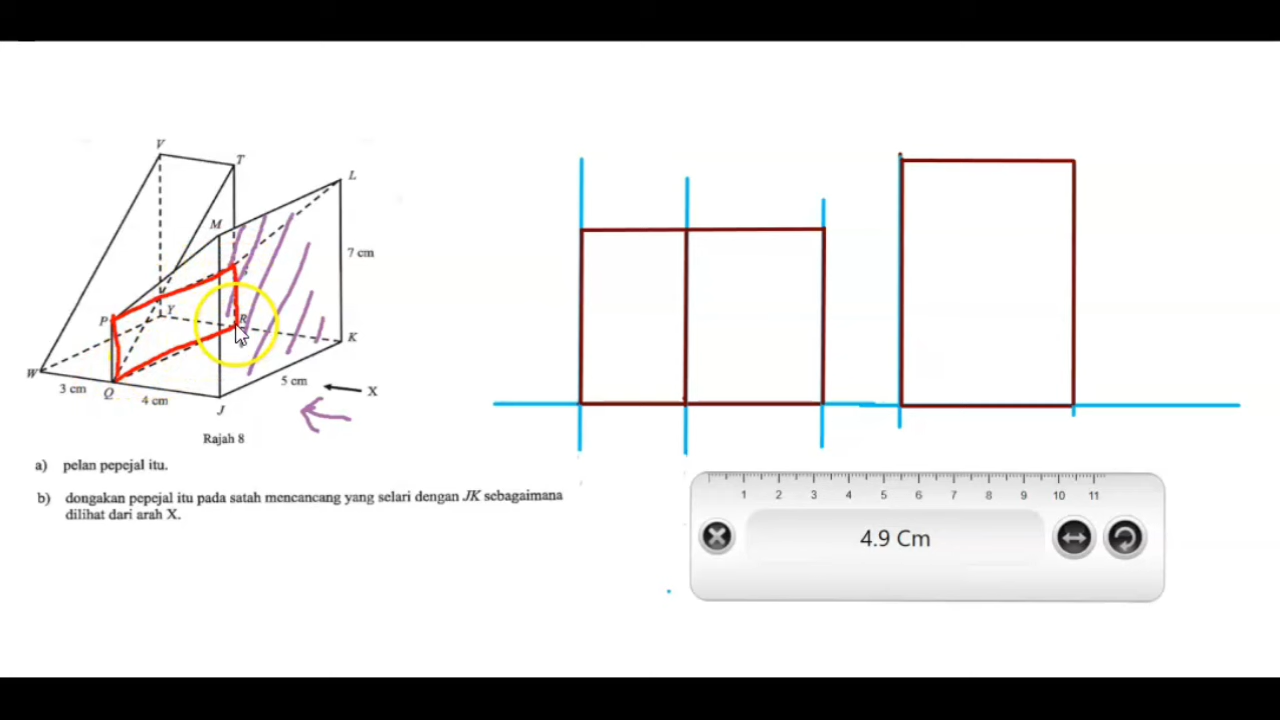 V
T
L
M
7 cm
P
Y
R
K
W
3 cm
Q
4 cm
5 cm
X
J
Rajah 8
a) pelan pepejal itu.
b) dongakan pepejal itu pada satah mencancang yang selari dengan JK sebagaimana
dilihat dari arah X.
1 2 3 4 5 6 7 8 9 10 11
4.9 Cm